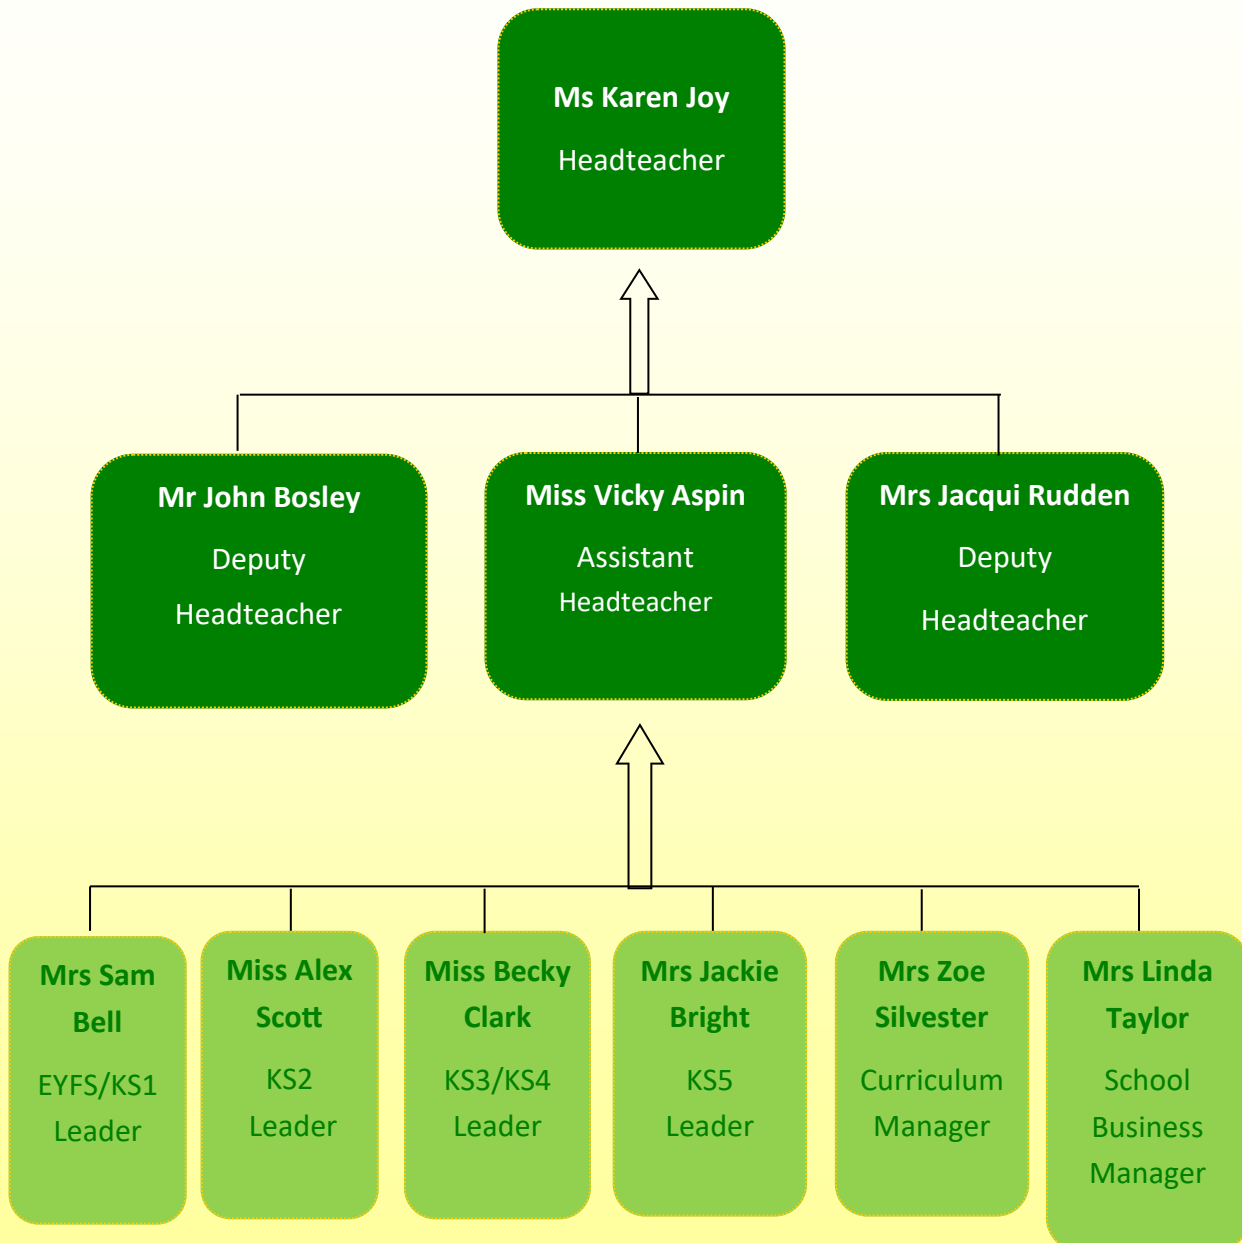 Ms Karen Joy
Headteacher
Mr John Bosley
Deputy
Headteacher
Miss Vicky Aspin
Assistant
Headteacher
Mrs Jacqui Rudden
Deputy
Headteacher
Mrs Sam
Bell
EYFS/KS1
Leader
Miss Alex
Scott
KS2
Leader
Miss Becky
Clark
KS3/KS4
Leader
Mrs Jackie
Bright
KS5
Leader
Mrs Zoe
Silvester
Curriculum
Manager
Mrs Linda
Taylor
School
Business
Manager